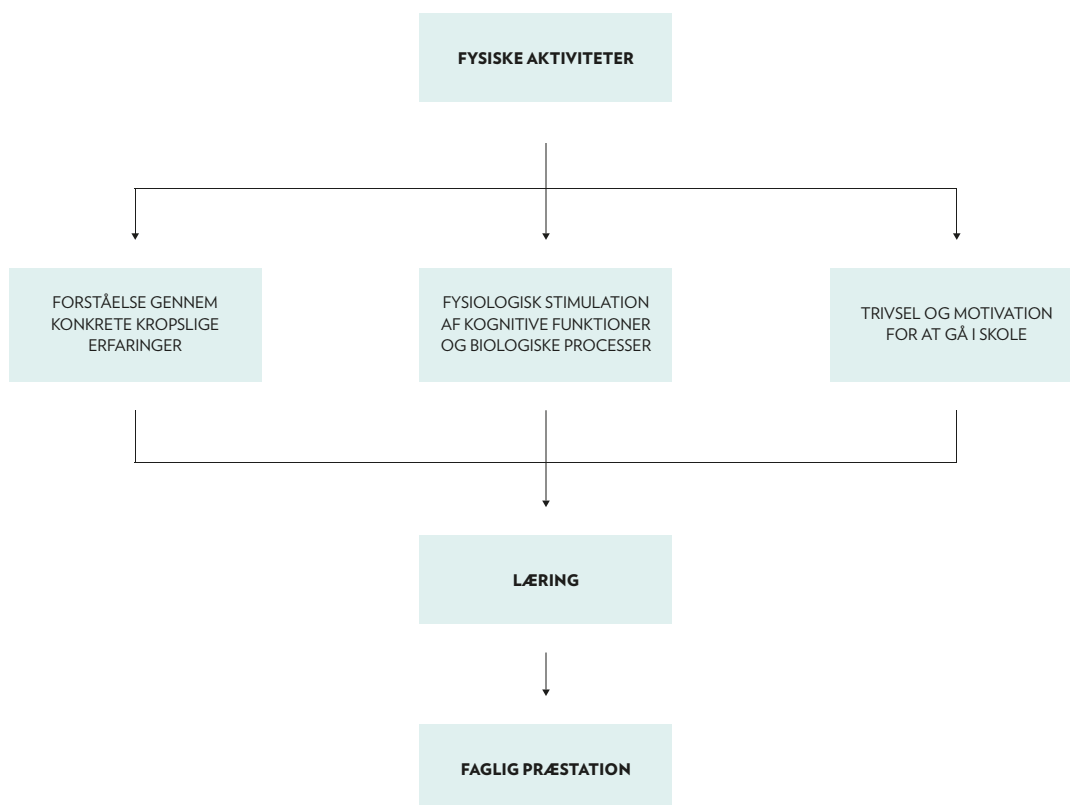 FYSISKE AKTIVITETER
FORSTÅELSE GENNEM
KONKRETE KROPSLIGE
ERFARINGER
FYSIOLOGISK STIMULATION
AF KOGNITIVE FUNKTIONER
OG BIOLOGISKE PROCESSER
TRIVSEL OG MOTIVATION
FOR AT GÅ I SKOLE
LÆRING
FAGLIG PRÆSTATION